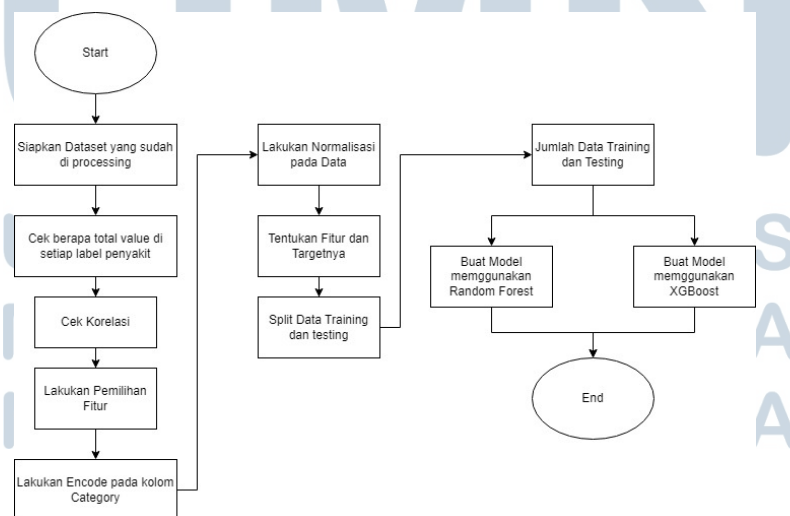 Start
Siapkan Dataset yang sudah
di processing
Cek berapa total value di
setiap label penyakit
Cek Korelasi
Lakukan Pemilihan
Fitur
Lakukan Encode pada kolom
Category
Lakukan Normalisasi
pada Data
Tentukan Fitur dan
Targetnya
Split Data Training
dan testing
Jumlah Data Training
dan Testing
Buat Model
memggunakan
Random Forest
Buat Model
memggunakan
XGBoost
End